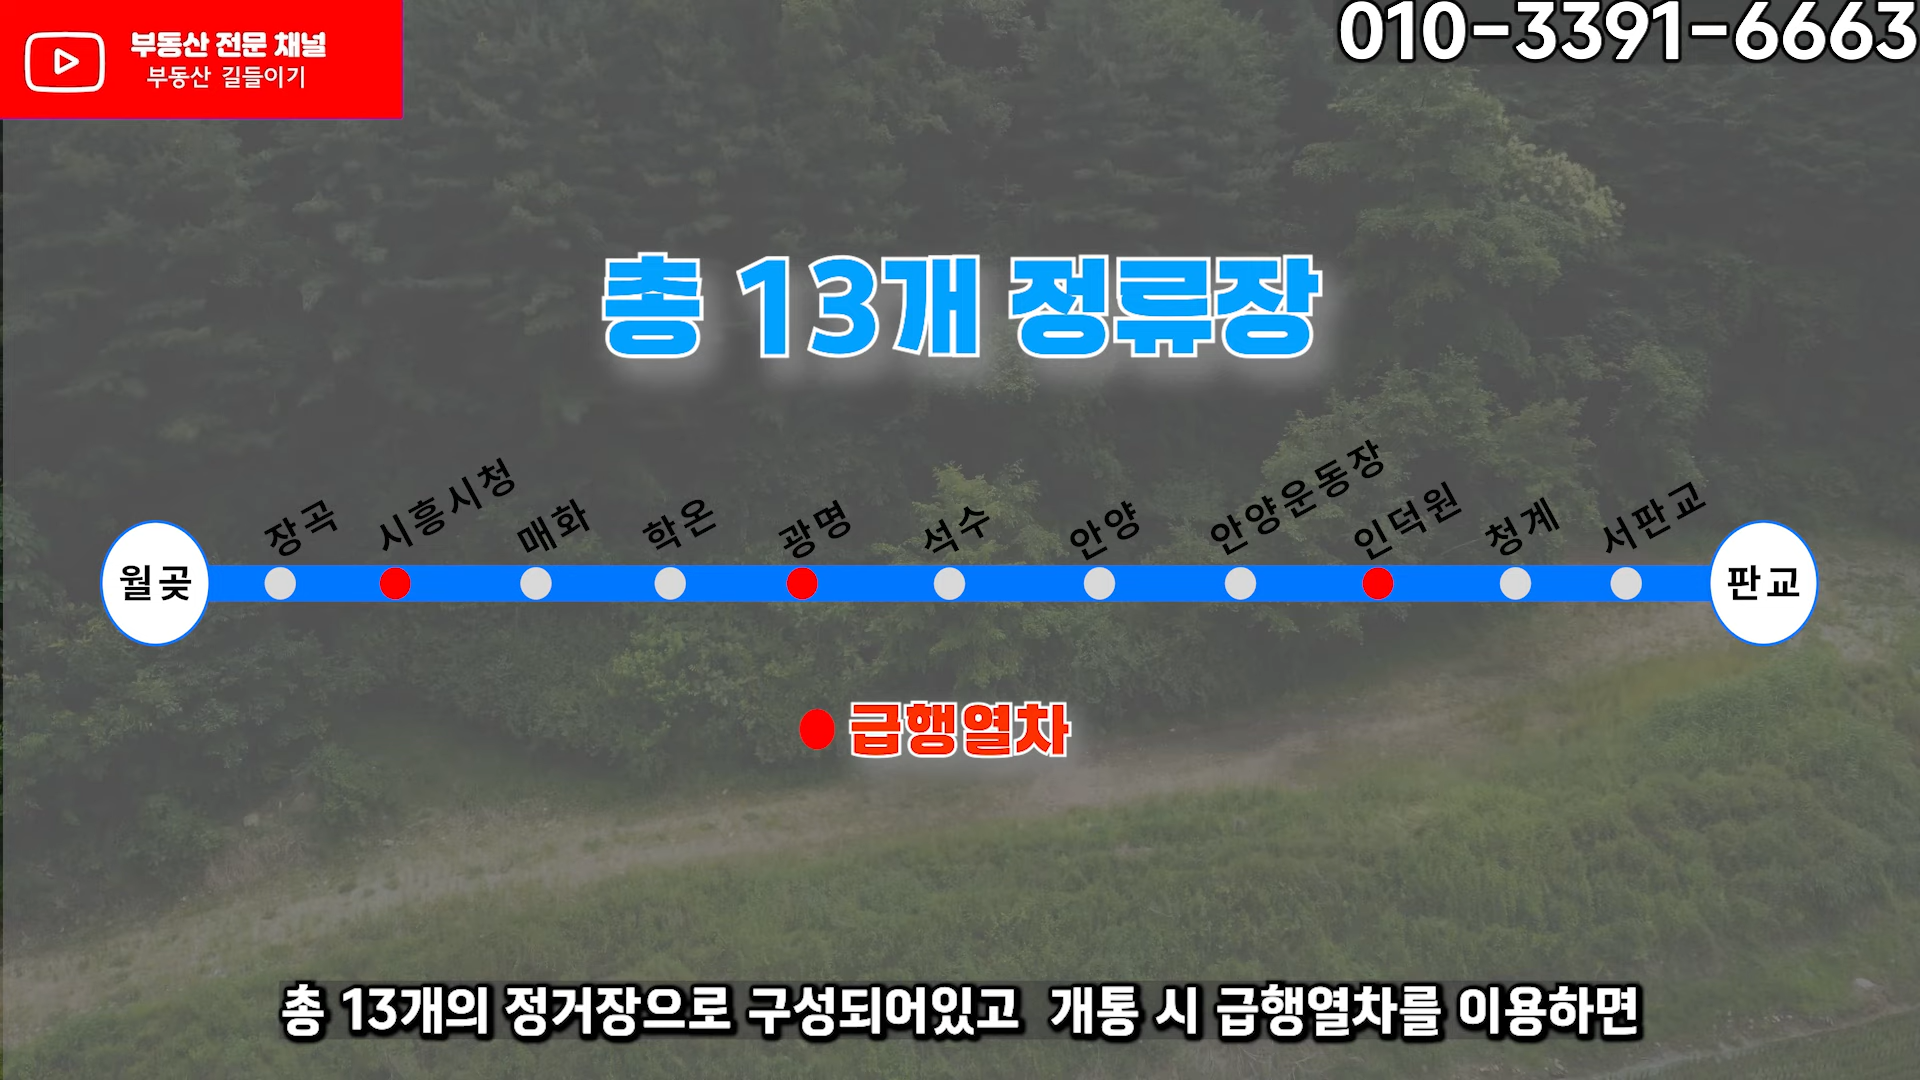 부동산 전문 채널
부동산 길들이기
010-3391-6663
총 13개 정류장
장곡
시흥시청
매화
학온
광명
석수
안양
안양운동장
인덕원
청계
서판교
월곶
판교
급행열차
총 13개의 정거장으로 구성되어있고 개통 시 급행열차를 이용하면